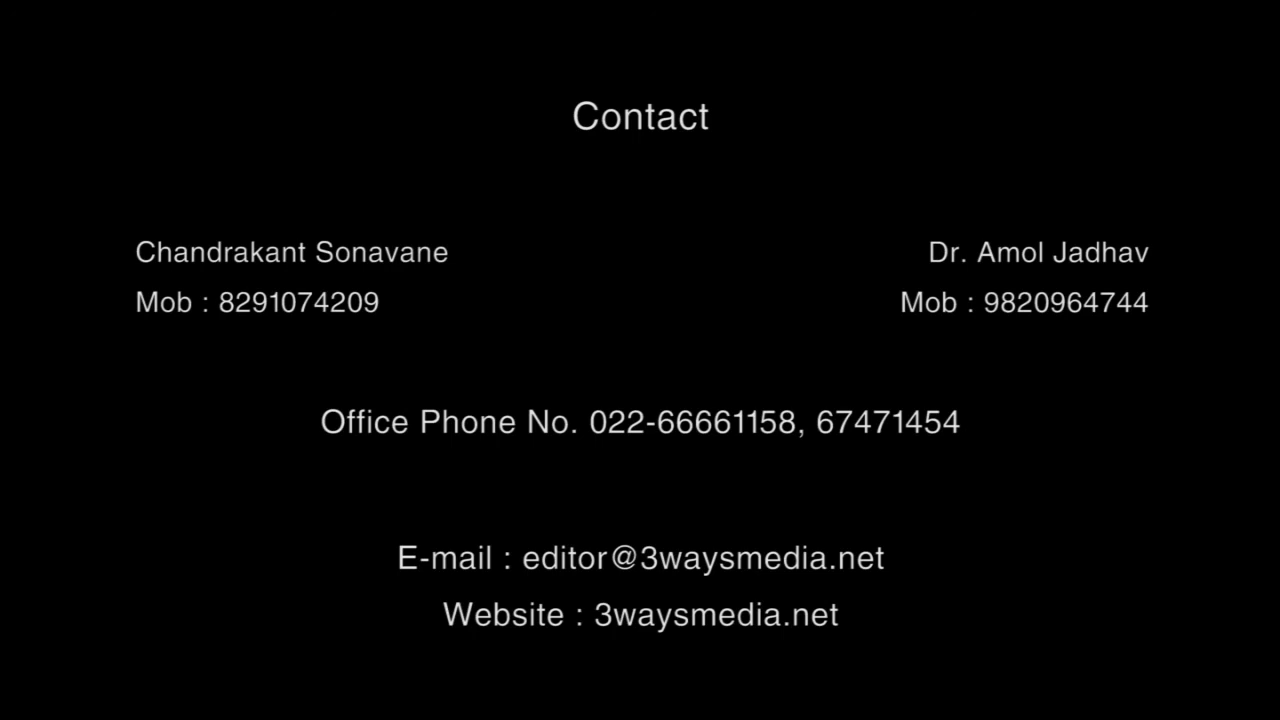 Contact
Chandrakant Sonavane
Mob : 8291074209
Dr. Amol Jadhav
Mob : 9820964744
Office Phone No. 022-66661158, 67471454
E-mail : editor@3waysmedia.net
Website : 3waysmedia.net